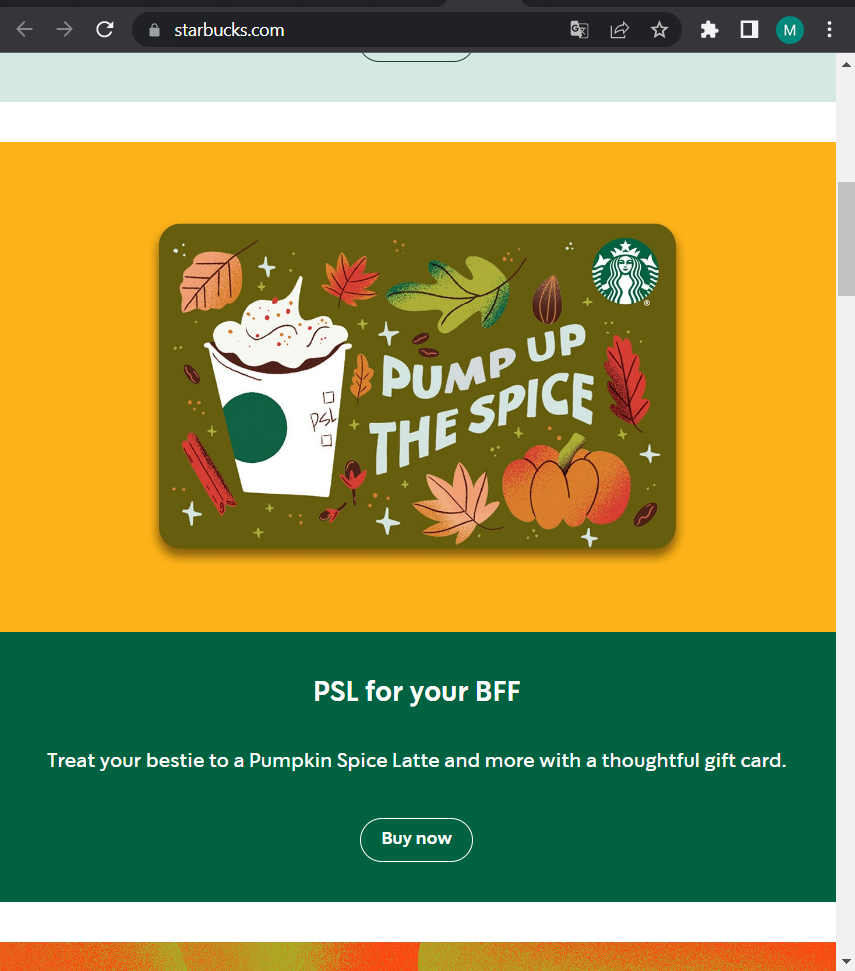 starbucks.com
M
PUMP UP
THE SPICE
PSL
®
PSL for your BFF
Treat your bestie to a Pumpkin Spice Latte and more with a thoughtful gift card.
Buy now